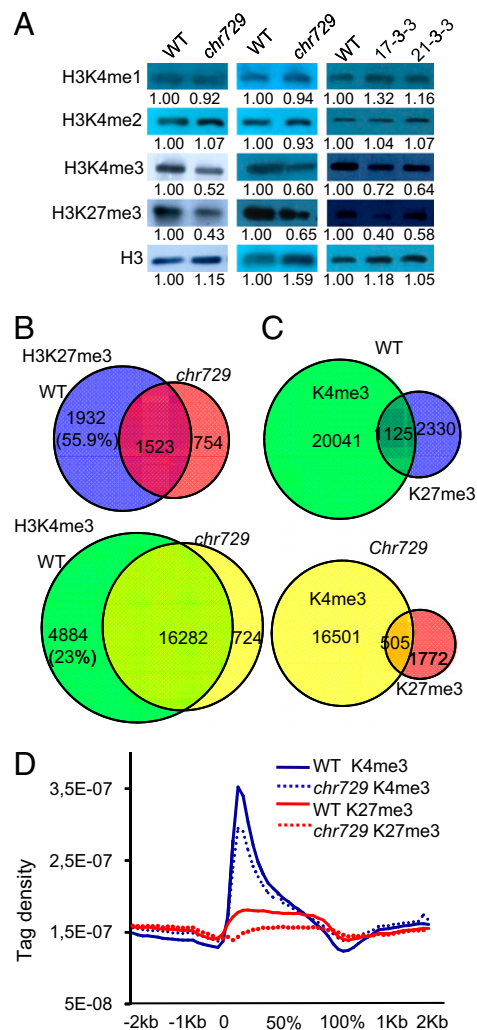 A
WT chr729 WT chr729 WT 17-3-3 21-3-3
H3K4me1
1.00 0.92 1.00 0.94 1.00 1.32 1.16
H3K4me2
1.00 1.07 1.00 0.93 1.00 1.04 1.07
H3K4me3
1.00 0.52 1.00 0.60 1.00 0.72 0.64
H3K27me3
1.00 0.43 1.00 0.65 1.00 0.40 0.58
H3
1.00 1.15 1.00 1.59 1.00 1.18 1.05
B
H3K27me3
WT
chr729
1932
(55.9%)
1523
754
H3K4me3
WT
chr729
4884
(23%)
16282
724
C
WT
K4me3
20041
1125
2330
K27me3
Chr729
K4me3
16501
505
1772
K27me3
D
WT K4me3
chr729 K4me3
WT K27me3
chr729 K27me3
Tag density
3,5E-07
2,5E-07
1,5E-07
5E-08
-2Kb -1Kb 0 50% 100% 1Kb 2Kb